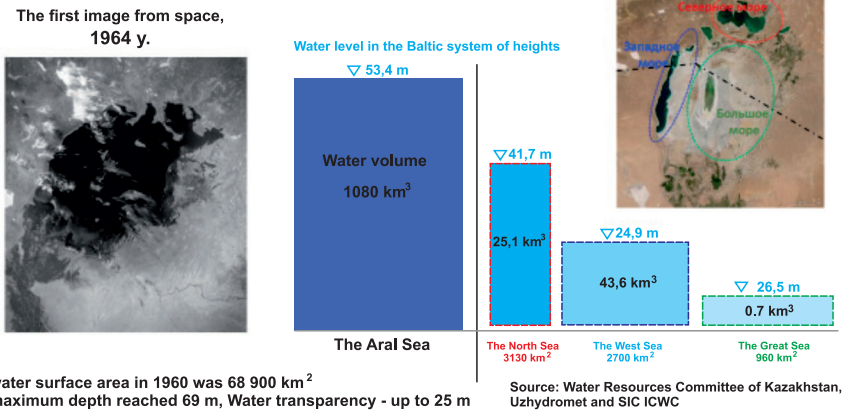 The first image from space,
1964 y.
Water level in the Baltic system of heights
▽ 53,4 m
Water volume
1080 km³
The Aral Sea
▽ 41,7 m
25,1 km³
The North Sea
3130 km²
▽ 24,9 m
43,6 km³
The West Sea
2700 km²
▽ 26,5 m
0.7 km³
The Great Sea
960 km²
Северное море
Западное
море
Большое
море
water surface area in 1960 was 68 900 km²
maximum depth reached 69 m, Water transparency - up to 25 m
Source: Water Resources Committee of Kazakhstan,
Uzhydromet and SIC ICWC